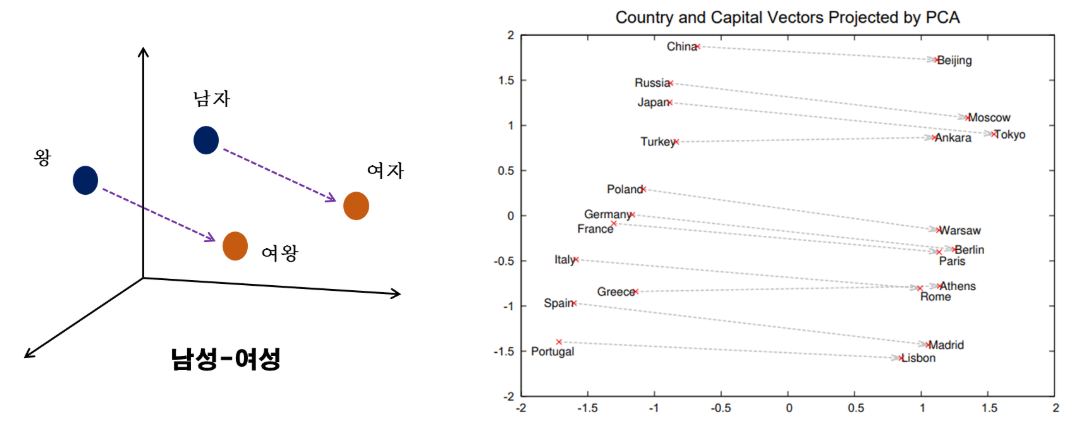 남자
왕
여자
여왕
남성-여성
Country and Capital Vectors Projected by PCA
2
1.5
1
0.5
0
-0.5
-1
-1.5
-2
-2
-1.5
-1
-0.5
0
0.5
1
1.5
2
China
Beijing
Russia
Moscow
Japan
Tokyo
Turkey
Ankara
Poland
Warsaw
Germany
Berlin
France
Paris
Italy
Rome
Greece
Athens
Spain
Madrid
Portugal
Lisbon